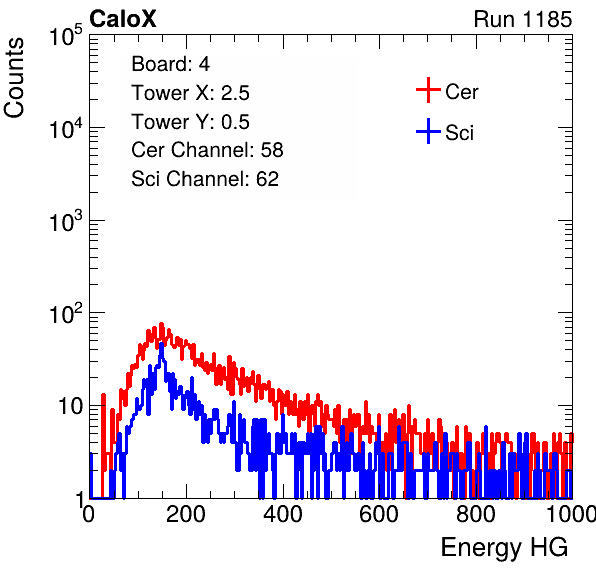 CaloX Run 1185
Counts
Board: 4
Tower X: 2.5
Tower Y: 0.5
Cer Channel: 58
Sci Channel: 62
Cer
Sci
10^5
10^4
10^3
10^2
10
1
0 200 400 600 800 1000
Energy HG